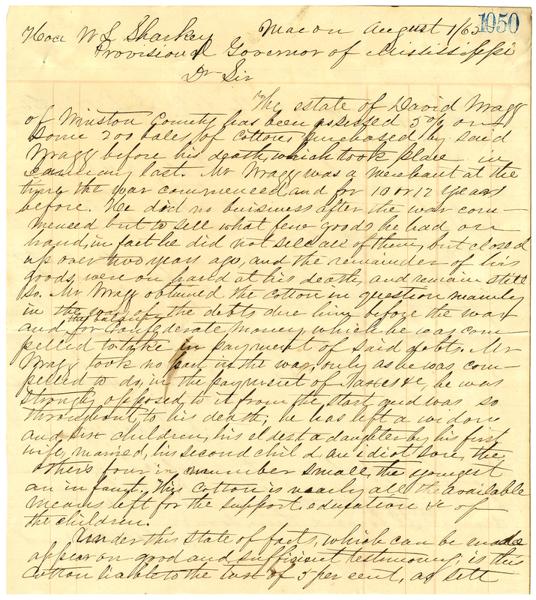 1050
Macon August 1/65
Hon W L Sharkey
Provisional Governor of Mississippi
Dr Sir
The estate of David Wragg
of Winston County has been assessed 5 % on
some 200 bales of cotton, purchased by said
Wragg before his death, which took place in
January last. Mr Wragg was a merchant at the
time the war commenced and for 10 or 12 years
before. He did no buisiness after the war com-
menced but to sell what few goods he had on
hand, in fact he did not sell all of them, but closed
up over two years ago, and the remainder of his
goods were on hand at his death, and remain still
so. Mr Wragg obtained the cotton in question mainly
in the the debts due him before the war
and for Confederate money, which he was com-
pelled to take in payment of said debts. Mr
Wragg took no part in the war, only as he was com-
pelled to do, in the payment of Taxes &c, he was
strongly opposed to it from the start, and was so
throughout to his death; he has left a widow
and six children, his eldest a daughter by his first
wife, married, his second child an idiot son, the
others four in number small, the youngest
an infant. This cotton is nearly all the available
means left for the support, education &c of
the children.
Under this state of facts, which can be made
appear on good and sufficient testimony, is this
cotton liable to the tax of 5 per cent, as sett